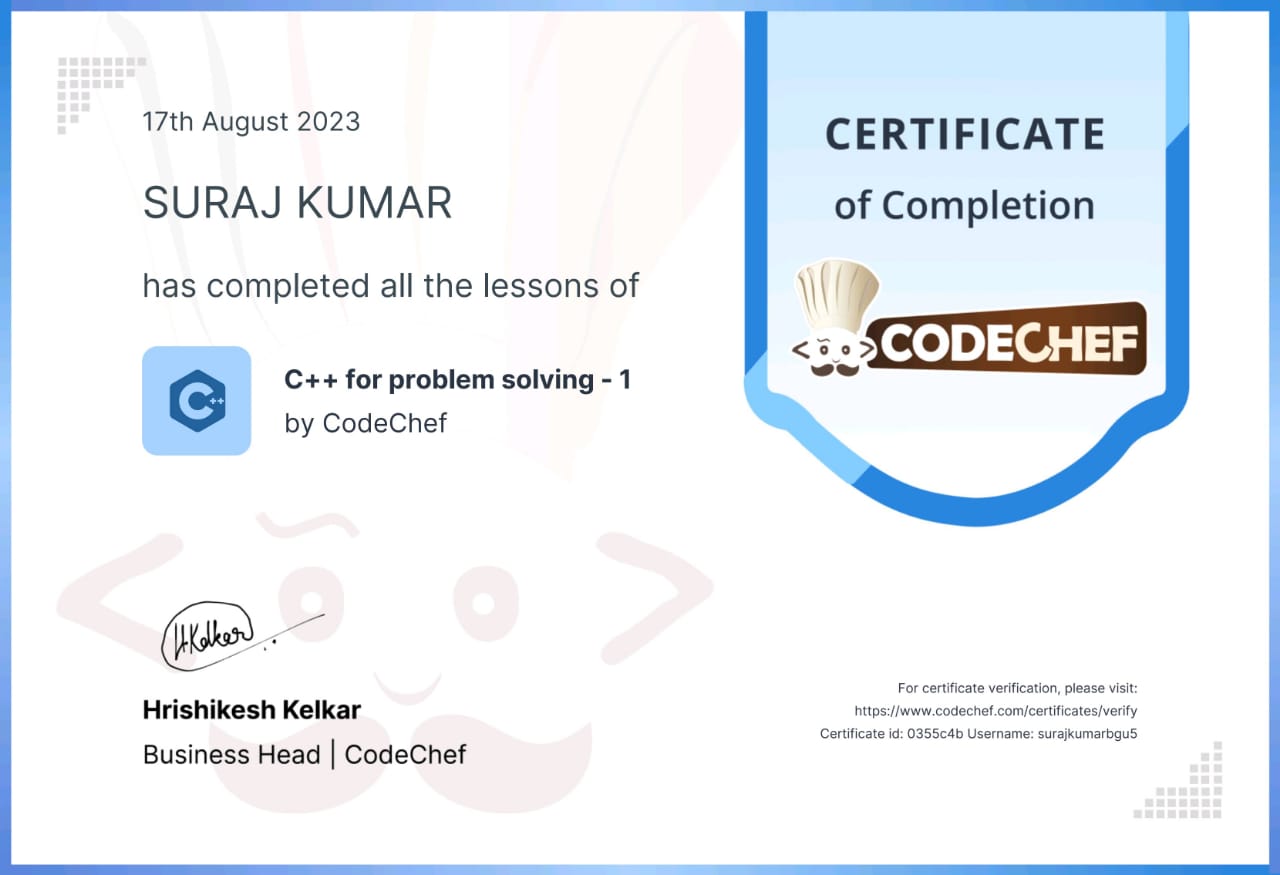 17th August 2023
SURAJ KUMAR
has completed all the lessons of
C++
C++ for problem solving - 1
by CodeChef
CERTIFICATE
of Completion
CODECHEF
HKelkar
Hrishikesh Kelkar
Business Head | CodeChef
For certificate verification, please visit:
https://www.codechef.com/certificates/verify
Certificate id: 0355c4b Username: surajkumarbgu5